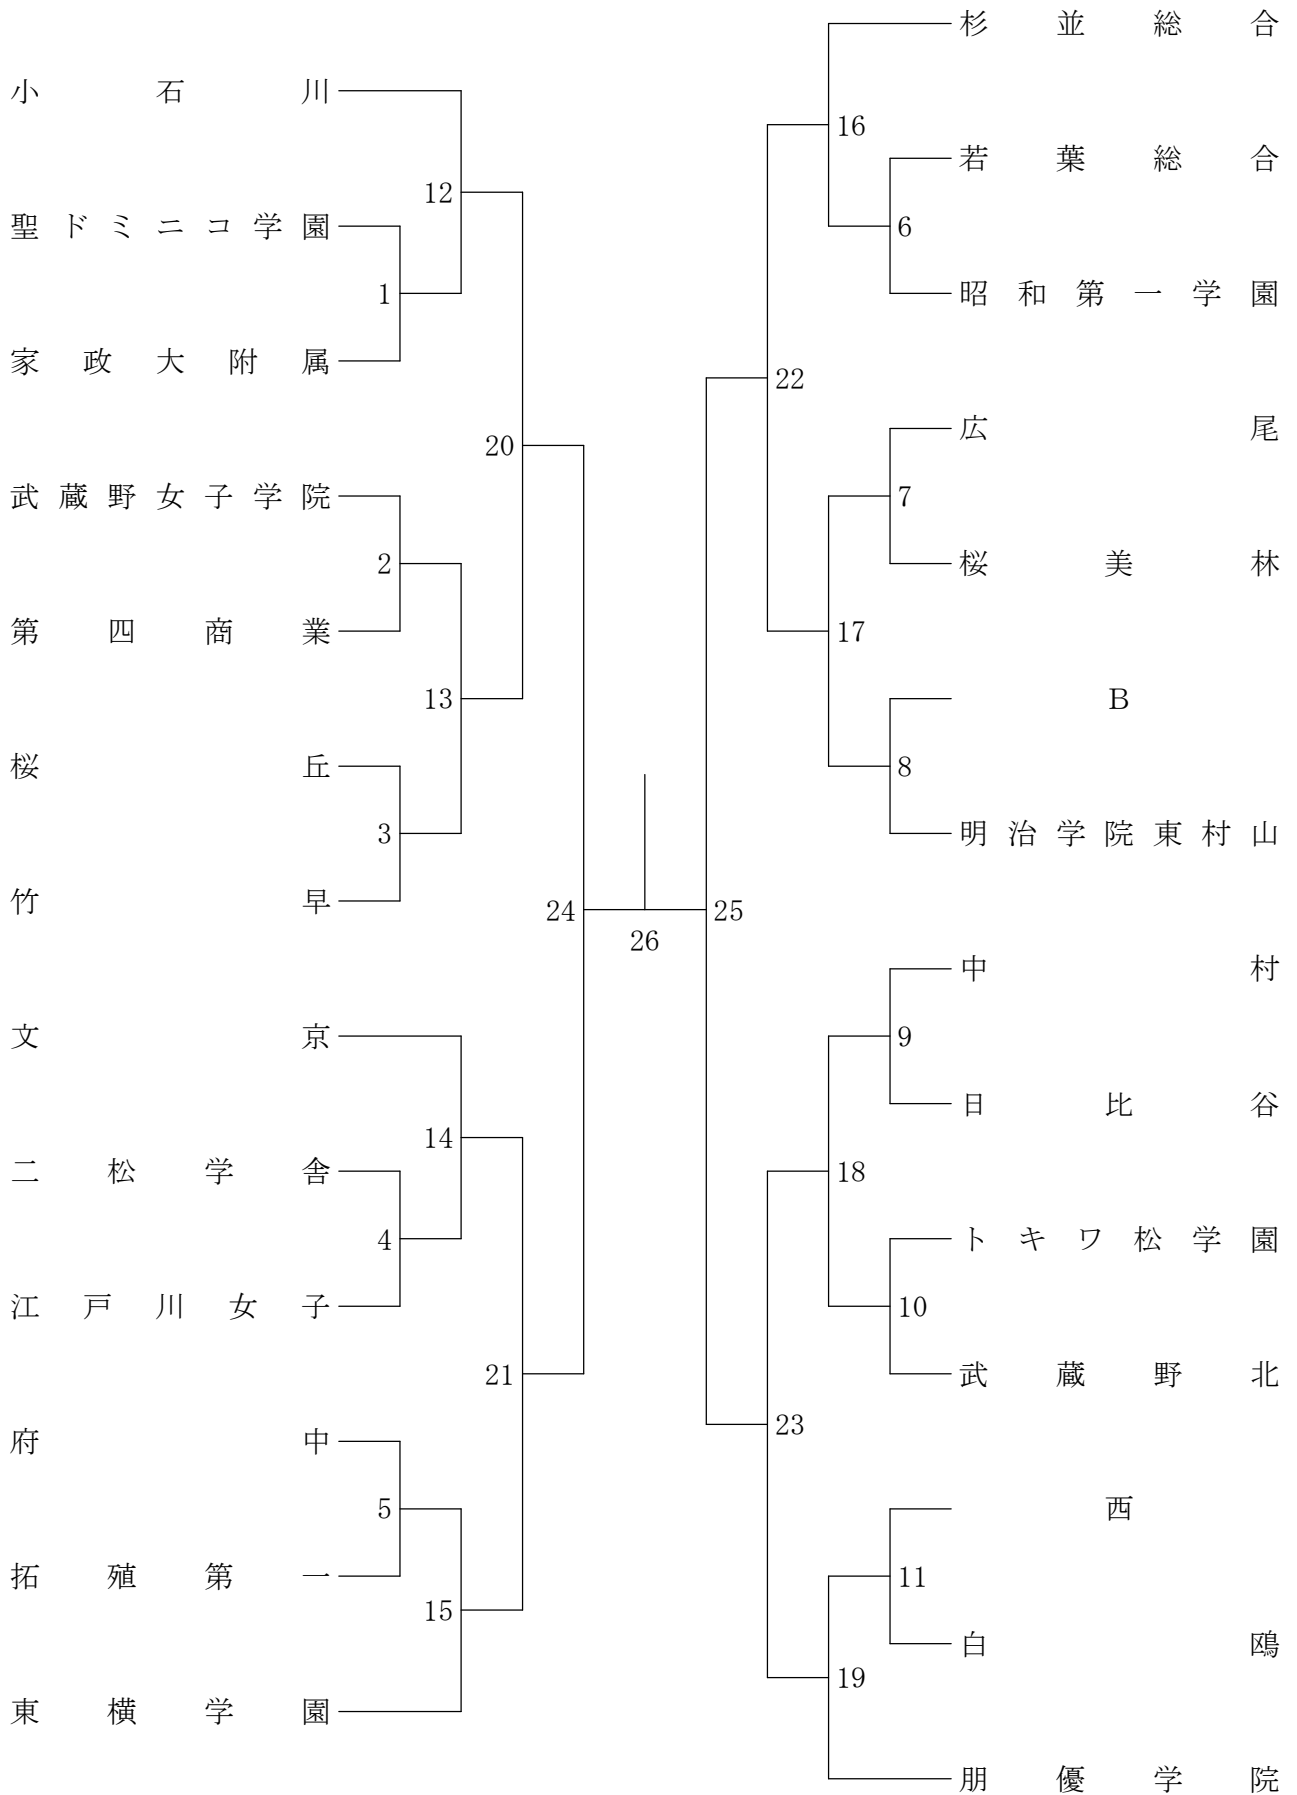 小石川
12
聖ドミニコ学園
1
家政大附属
20
武蔵野女子学院
2
第四商業
13
桜丘
3
竹早
24
文京
14
二松学舎
4
江戸川女子
21
府中
5
拓殖第一
15
東横学園
26
杉並総合
16
若葉総合
6
昭和第一学園
22
広尾
7
桜美林
17
B
8
明治学院東村山
25
中村
9
日比谷
18
トキワ松学園
10
武蔵野北
23
西
11
白鴎
19
朋優学院